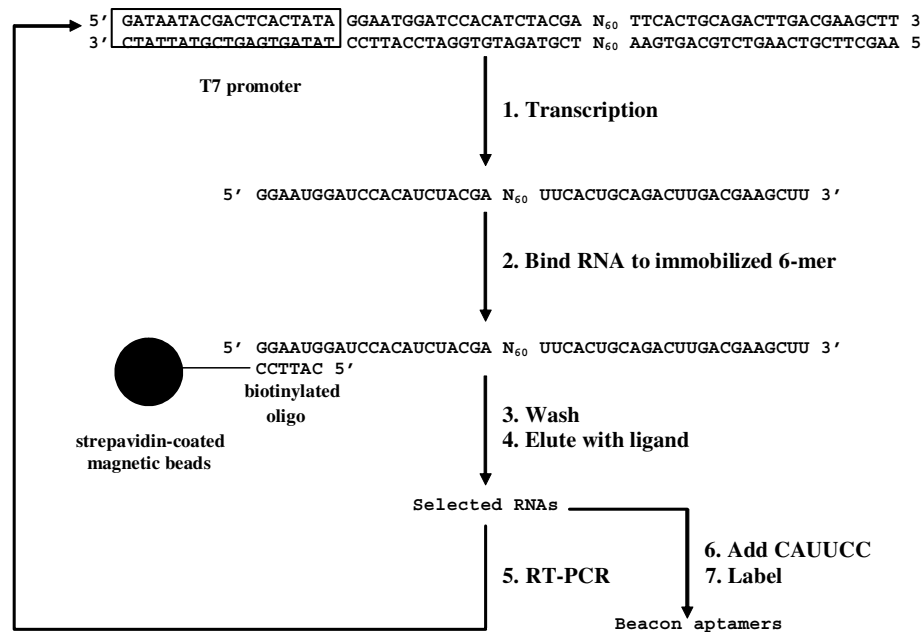 5’ GATAATACGACTCACTATA GGAATGGATCCACATCTACGA N60 TTCACTGCAGACTTGACGAAGCTT 3
3’ CTATTATGCTGAGTGATAT CCTTACCTAGGTGTAGATGCT N60 AAGTGACGTCTGAACTGCTTCGAA 5
T7 promoter
1. Transcription
5’ GGAAUGGAUCCACAUCUACGA N60 UUCACUGCAGACUUGACGAAGCUU 3’
2. Bind RNA to immobilized 6-mer
5’ GGAAUGGAUCCACAUCUACGA N60 UUCACUGCAGACUUGACGAAGCUU 3’
CCTTAC 5’
biotinylated
oligo
strepavidin-coated
magnetic beads
3. Wash
4. Elute with ligand
Selected RNAs
5. RT-PCR
6. Add CAUUCC
7. Label
Beacon aptamers